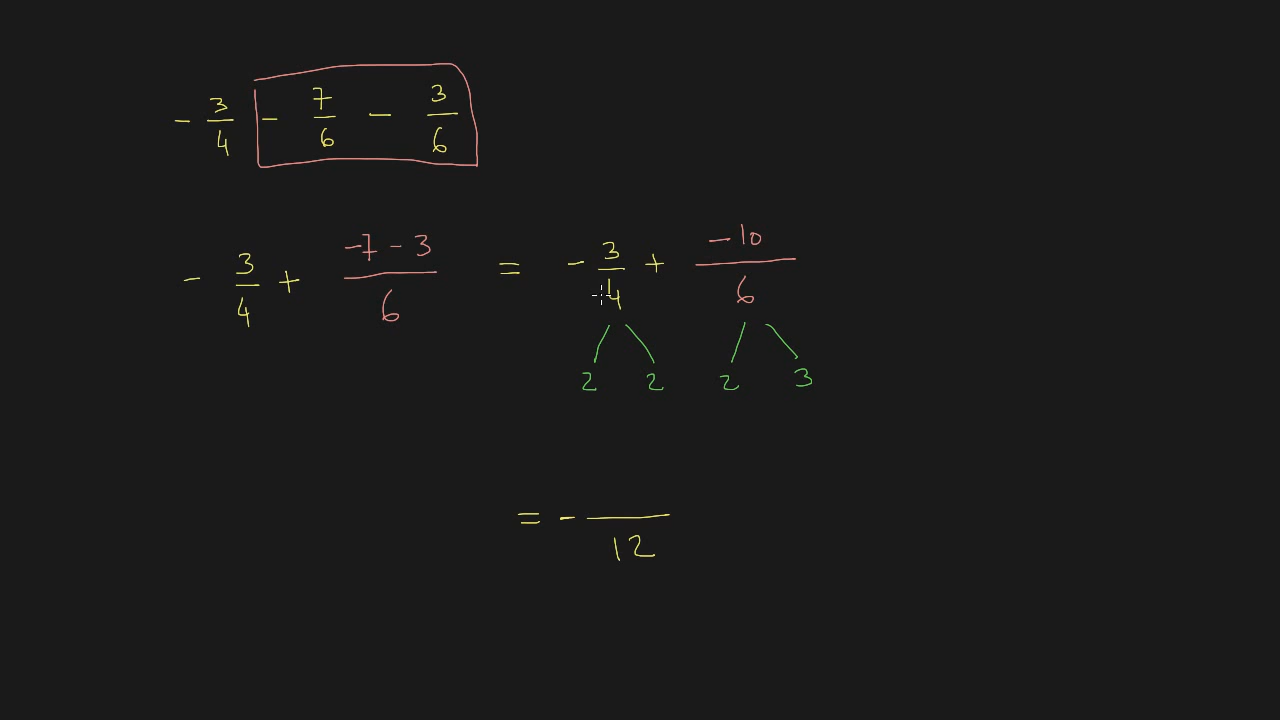 - 3/4 - 7/6 - 3/6
- 3/4 + (-7 - 3)/6 = - 3/4 + (-10)/6
2 2 2 3
= - /12